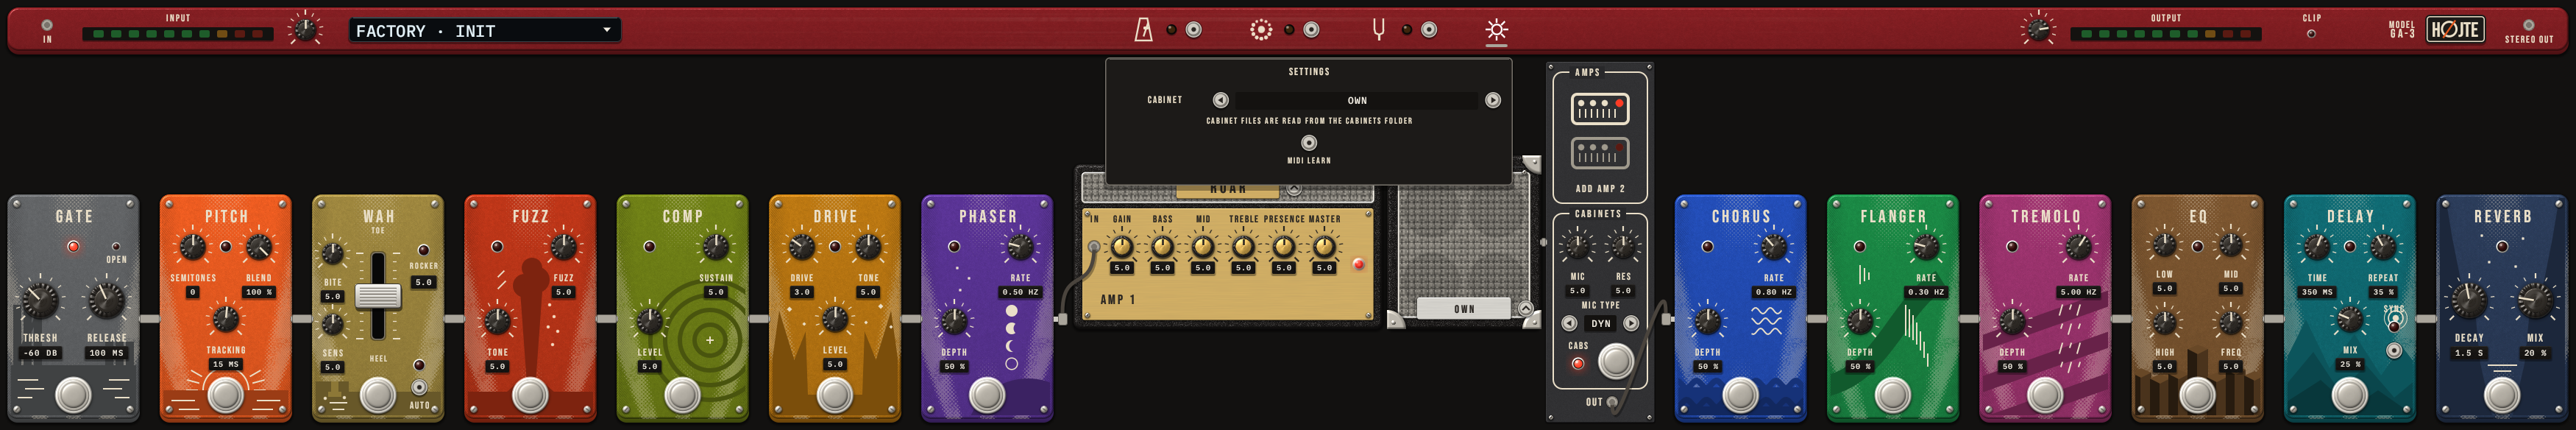 INPUT
IN
FACTORY · INIT
OUTPUT
CLIP
MODEL
GA-3
HØJTE
STEREO OUT
SETTINGS
CABINET
OWN
CABINET FILES ARE READ FROM THE CABINETS FOLDER
MIDI LEARN
GATE
OPEN
THRESH
RELEASE
-60 DB
100 MS
PITCH
SEMITONES
BLEND
0
100 %
TRACKING
15 MS
WAH
TOE
ROCKER
5.0
BITE
5.0
SENS
5.0
HEEL
AUTO
FUZZ
FUZZ
5.0
TONE
5.0
COMP
SUSTAIN
5.0
LEVEL
5.0
DRIVE
DRIVE
TONE
3.0
5.0
LEVEL
5.0
PHASER
RATE
0.50 HZ
DEPTH
50 %
ROAR
IN
GAIN
BASS
MID
TREBLE
PRESENCE
MASTER
5.0
5.0
5.0
5.0
5.0
5.0
AMP 1
OWN
AMPS
ADD AMP 2
CABINETS
MIC
RES
5.0
5.0
MIC TYPE
DYN
CABS
OUT
CHORUS
RATE
0.80 HZ
DEPTH
50 %
FLANGER
RATE
0.30 HZ
DEPTH
50 %
TREMOLO
RATE
5.00 HZ
DEPTH
50 %
EQ
LOW
MID
5.0
5.0
HIGH
FREQ
5.0
5.0
DELAY
TIME
REPEAT
350 MS
35 %
SYNC
MIX
25 %
REVERB
DECAY
MIX
1.5 S
20 %